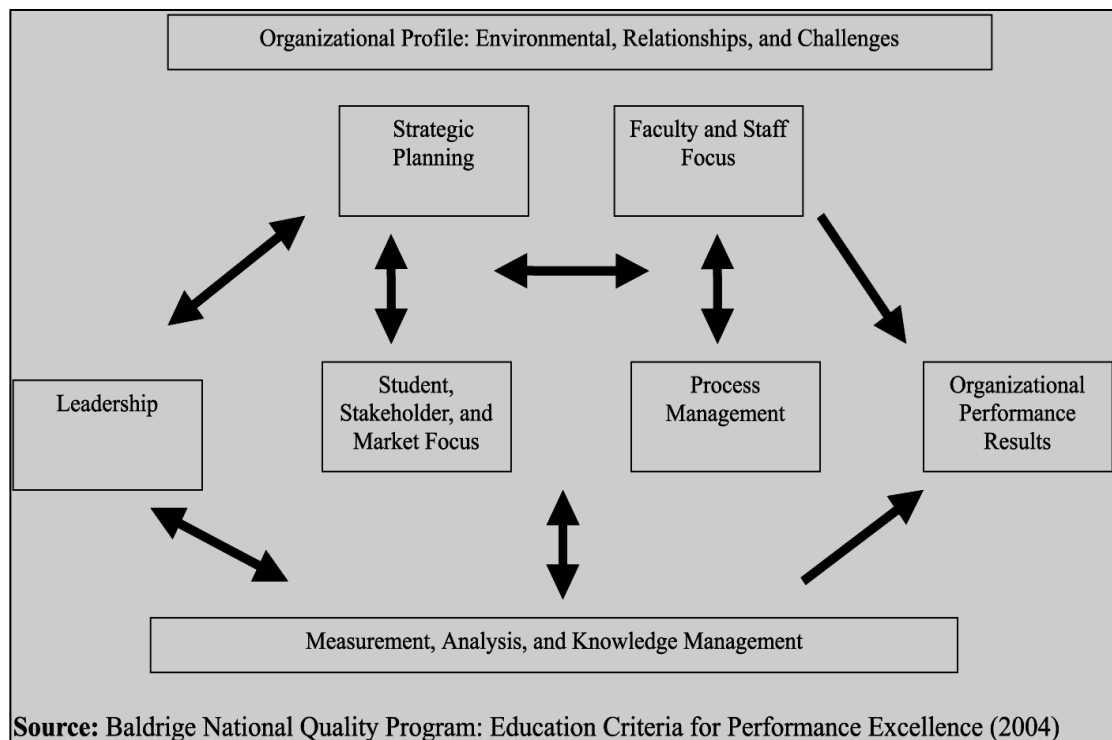 Organizational Profile: Environmental, Relationships, and Challenges
Strategic
Planning
Faculty and Staff
Focus
Leadership
Student,
Stakeholder, and
Market Focus
Process
Management
Organizational
Performance
Results
Measurement, Analysis, and Knowledge Management
Source: Baldrige National Quality Program: Education Criteria for Performance Excellence (2004)